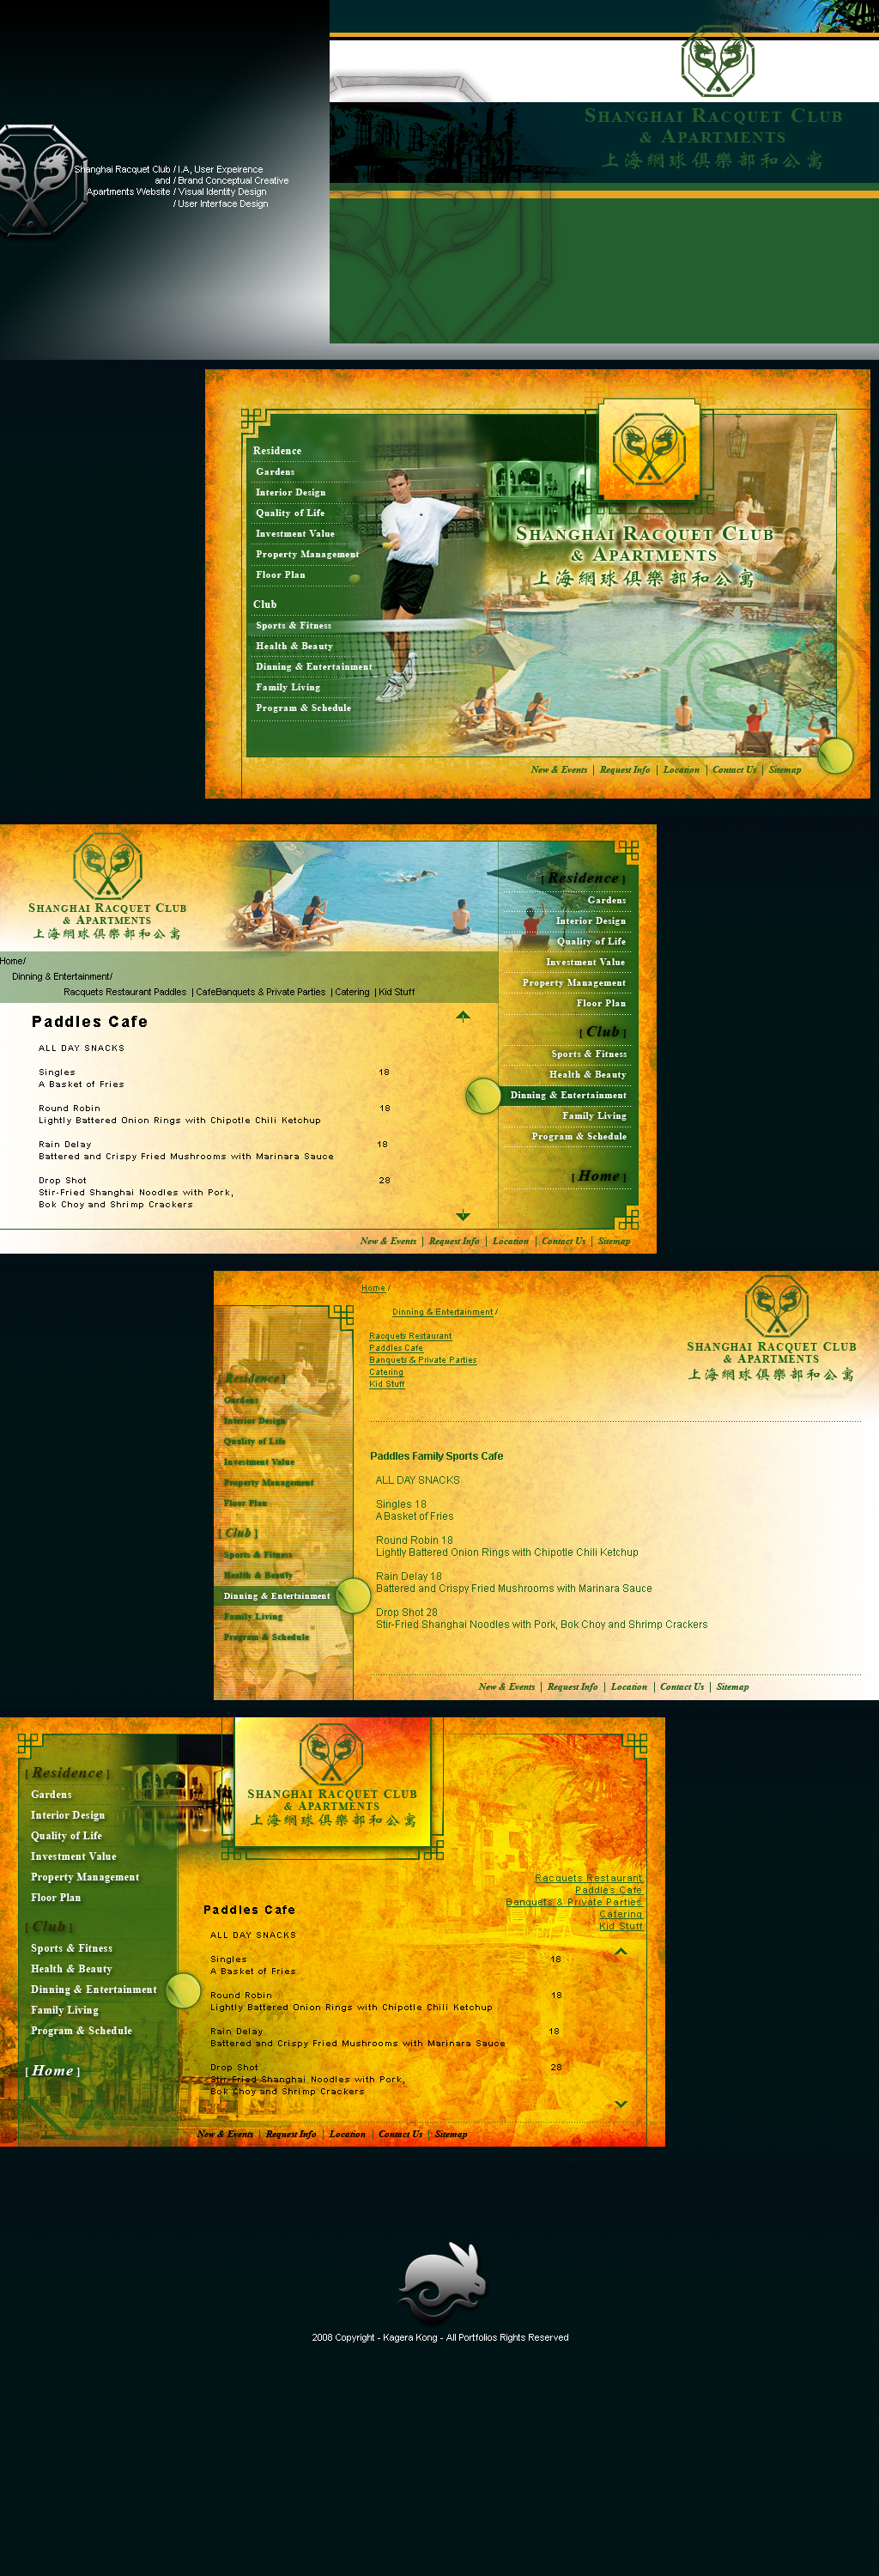 SHANGHAI RACQUET CLUB
& APARTMENTS
上海網球俱樂部和公寓
Shanghai Racquet Club / I.A, User Expeirence
and / Brand Conceptual Creative
Apartments Website / Visual Identity Design
/ User Interface Design
Residence
Gardens
Interior Design
Quality of Life
Investment Value
Property Management
Floor Plan
Club
Sports & Fitness
Health & Beauty
Dinning & Entertainment
Family Living
Program & Schedule
SHANGHAI RACQUET CLUB
& APARTMENTS
上海網球俱樂部和公寓
New & Events | Request Info | Location | Contact Us | Sitemap
SHANGHAI RACQUET CLUB
& APARTMENTS
上海網球俱樂部和公寓
Home/
Dinning & Entertainment/
Racquets Restaurant Paddles | CafeBanquets & Private Parties | Catering | Kid Stuff
Paddles Cafe
ALL DAY SNACKS
Singles 18
A Basket of Fries
Round Robin 18
Lightly Battered Onion Rings with Chipotle Chili Ketchup
Rain Delay 18
Battered and Crispy Fried Mushrooms with Marinara Sauce
Drop Shot 28
Stir-Fried Shanghai Noodles with Pork,
Bok Choy and Shrimp Crackers
[ Residence ]
Gardens
Interior Design
Quality of Life
Investment Value
Property Management
Floor Plan
[ Club ]
Sports & Fitness
Health & Beauty
Dinning & Entertainment
Family Living
Program & Schedule
[ Home ]
New & Events | Request Info | Location | Contact Us | Sitemap
Home /
Dinning & Entertainment /
Racquets Restaurant
Paddles Cafe
Banquets & Private Parties
Catering
Kid Stuff
SHANGHAI RACQUET CLUB
& APARTMENTS
上海網球俱樂部和公寓
[ Residence ]
Gardens
Interior Design
Quality of Life
Investment Value
Property Management
Floor Plan
[ Club ]
Sports & Fitness
Health & Beauty
Dinning & Entertainment
Family Living
Program & Schedule
Paddles Family Sports Cafe
ALL DAY SNACKS
Singles 18
A Basket of Fries
Round Robin 18
Lightly Battered Onion Rings with Chipotle Chili Ketchup
Rain Delay 18
Battered and Crispy Fried Mushrooms with Marinara Sauce
Drop Shot 28
Stir-Fried Shanghai Noodles with Pork, Bok Choy and Shrimp Crackers
New & Events | Request Info | Location | Contact Us | Sitemap
[ Residence ]
Gardens
Interior Design
Quality of Life
Investment Value
Property Management
Floor Plan
[ Club ]
Sports & Fitness
Health & Beauty
Dinning & Entertainment
Family Living
Program & Schedule
[ Home ]
SHANGHAI RACQUET CLUB
& APARTMENTS
上海網球俱樂部和公寓
Racquets Restaurant
Paddles Cafe
Banquets & Private Parties
Catering
Kid Stuff
Paddles Cafe
ALL DAY SNACKS
Singles 18
A Basket of Fries
Round Robin 18
Lightly Battered Onion Rings with Chipotle Chili Ketchup
Rain Delay 18
Battered and Crispy Fried Mushrooms with Marinara Sauce
Drop Shot 28
Stir-Fried Shanghai Noodles with Pork,
Bok Choy and Shrimp Crackers
New & Events | Request Info | Location | Contact Us | Sitemap
2008 Copyright - Kagera Kong - All Portfolios Rights Reserved